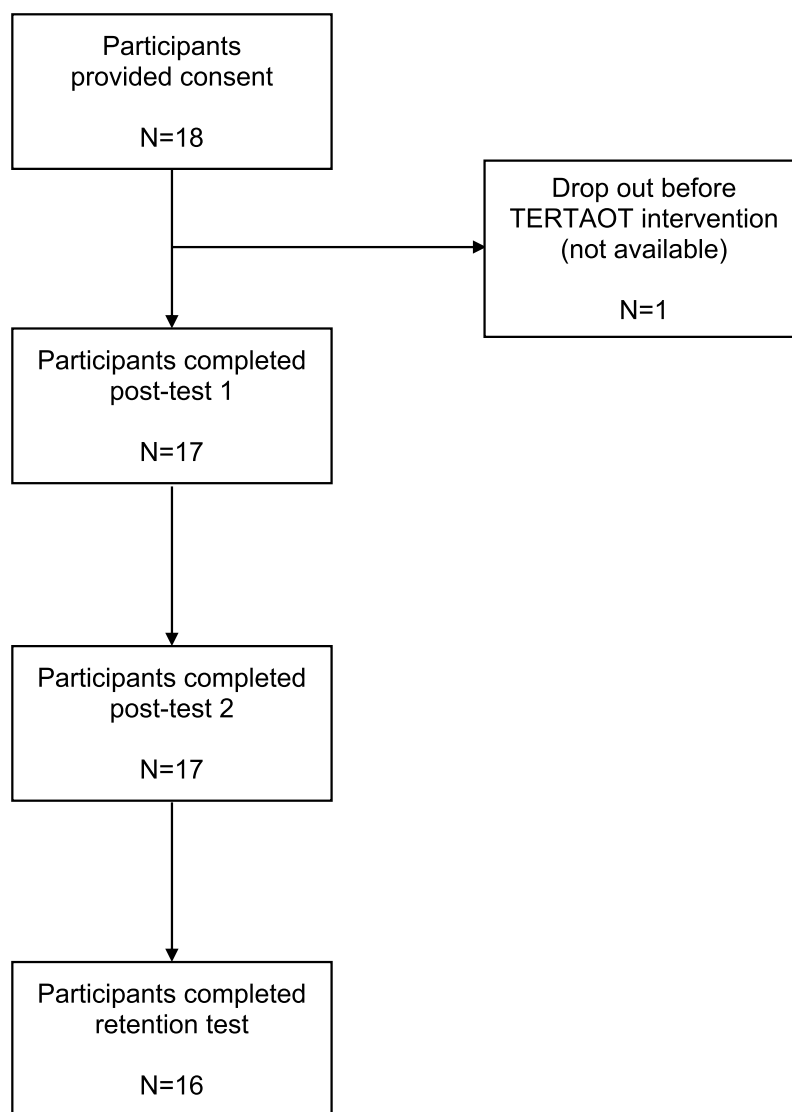 Participants
provided consent
N=18
Drop out before
TERTAOT intervention
(not available)
N=1
Participants completed
post-test 1
N=17
Participants completed
post-test 2
N=17
Participants completed
retention test
N=16